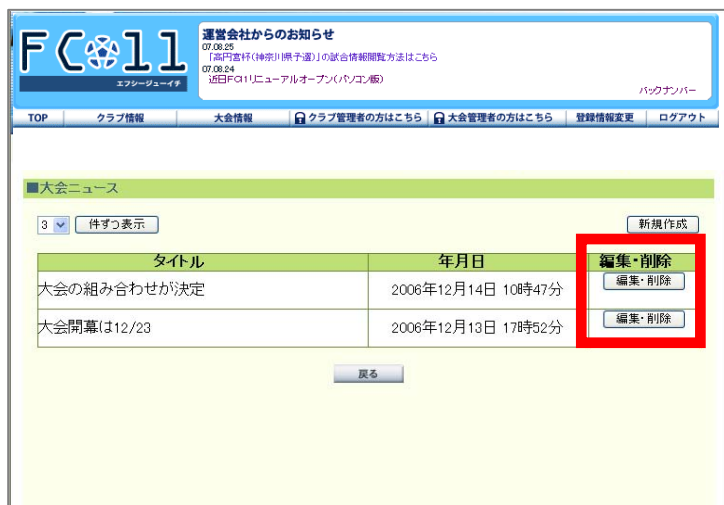 FC11
エフシージューイチ
運営会社からのお知らせ
07.08.25
「高円宮杯(神奈川県予選)」の試合情報閲覧方法はこちら
07.08.24
近日FC11リニューアルオープン(パソコン版)
バックナンバー
TOP クラブ情報 大会情報 クラブ管理者の方はこちら 大会管理者の方はこちら 登録情報変更 ログアウト
■大会ニュース
3 件ずつ表示 新規作成
タイトル 年月日 編集・削除
大会の組み合わせが決定 2006年12月14日 10時47分 編集・削除
大会開幕は12/23 2006年12月13日 17時52分 編集・削除
戻る